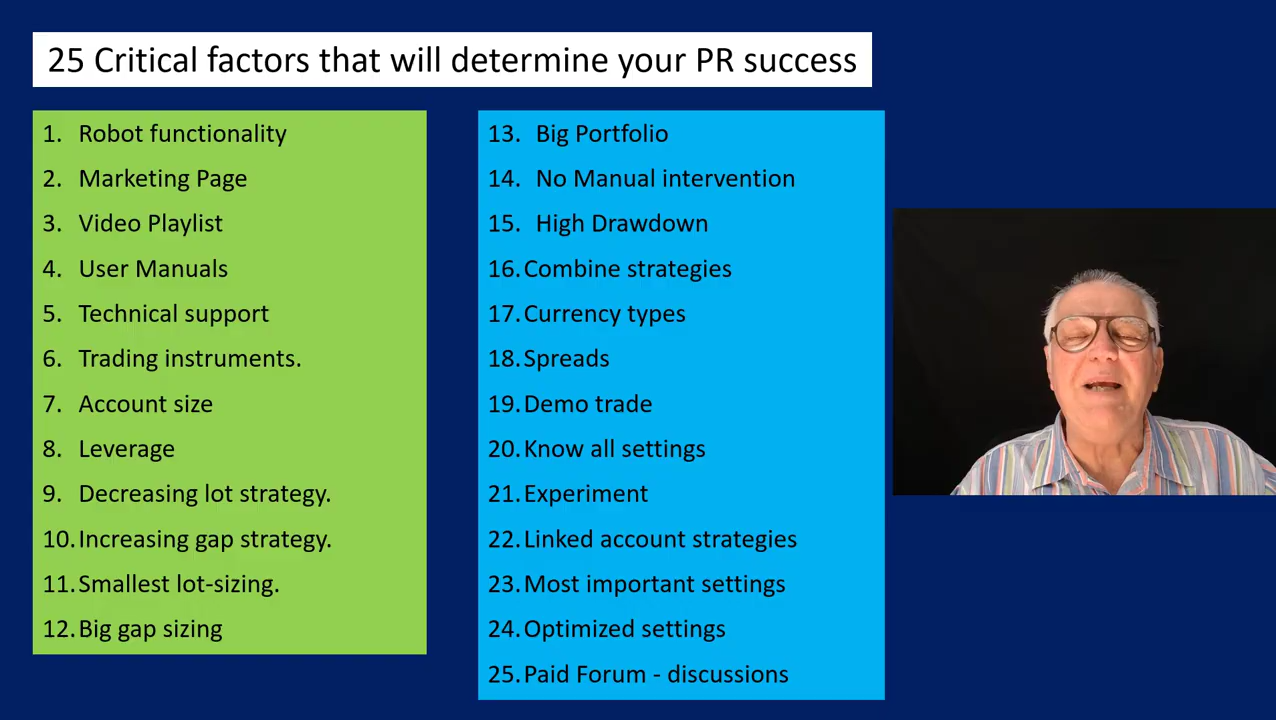 25 Critical factors that will determine your PR success
1. Robot functionality
2. Marketing Page
3. Video Playlist
4. User Manuals
5. Technical support
6. Trading instruments.
7. Account size
8. Leverage
9. Decreasing lot strategy.
10. Increasing gap strategy.
11. Smallest lot-sizing.
12. Big gap sizing
13. Big Portfolio
14. No Manual intervention
15. High Drawdown
16. Combine strategies
17. Currency types
18. Spreads
19. Demo trade
20. Know all settings
21. Experiment
22. Linked account strategies
23. Most important settings
24. Optimized settings
25. Paid Forum - discussions